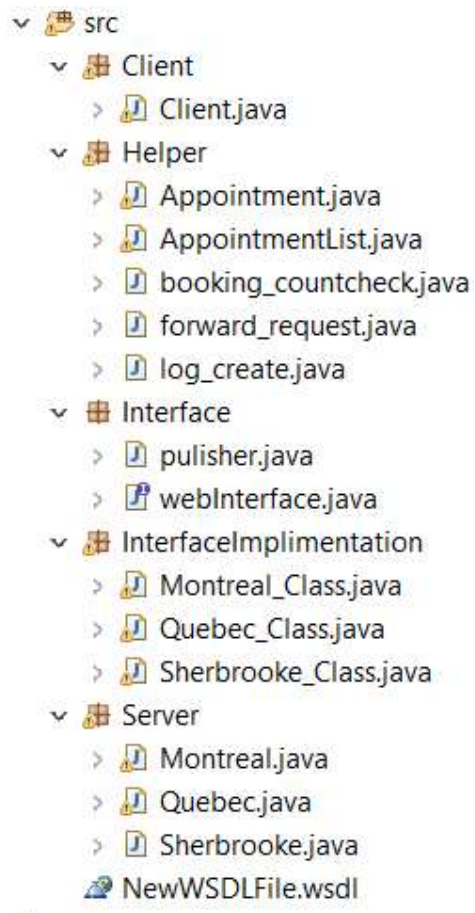 src
Client
Client.java
Helper
Appointment.java
AppointmentList.java
booking_countcheck.java
forward_request.java
log_create.java
Interface
pulisher.java
webInterface.java
InterfaceImplimentation
Montreal_Class.java
Quebec_Class.java
Sherbrooke_Class.java
Server
Montreal.java
Quebec.java
Sherbrooke.java
NewWSDLFile.wsdl